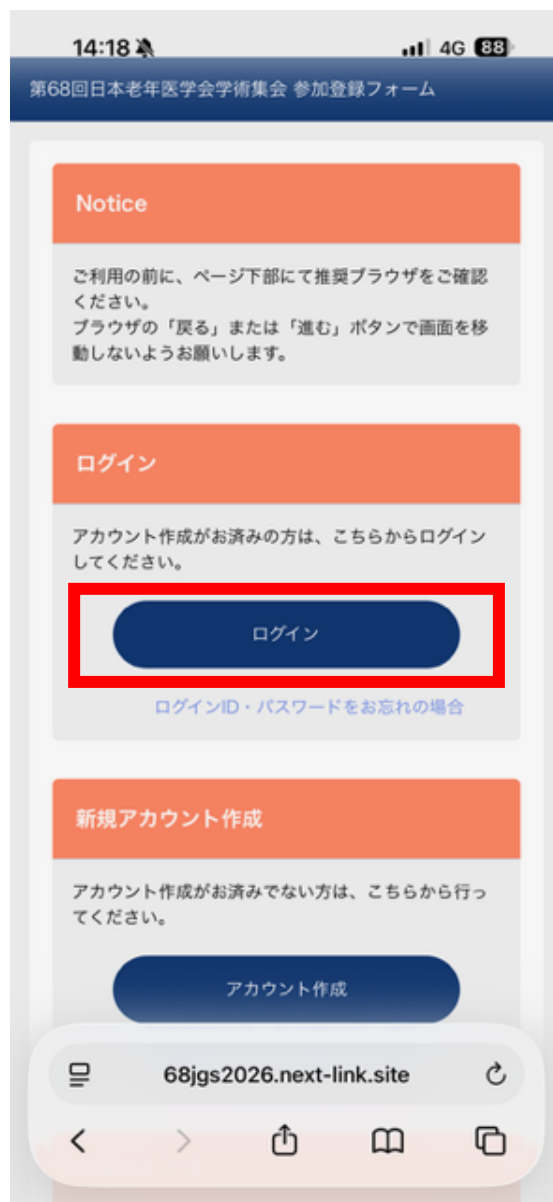 14:18
4G 88
第68回日本老年医学会学術集会 参加登録フォーム
Notice
ご利用の前に、ページ下部にて推奨ブラウザをご確認
ください。
ブラウザの「戻る」または「進む」ボタンで画面を移
動しないようお願いします。
ログイン
アカウント作成がお済みの方は、こちらからログイン
してください。
ログイン
ログインID・パスワードをお忘れの場合
新規アカウント作成
アカウント作成がお済みでない方は、こちらから行っ
てください。
アカウント作成
68jgs2026.next-link.site